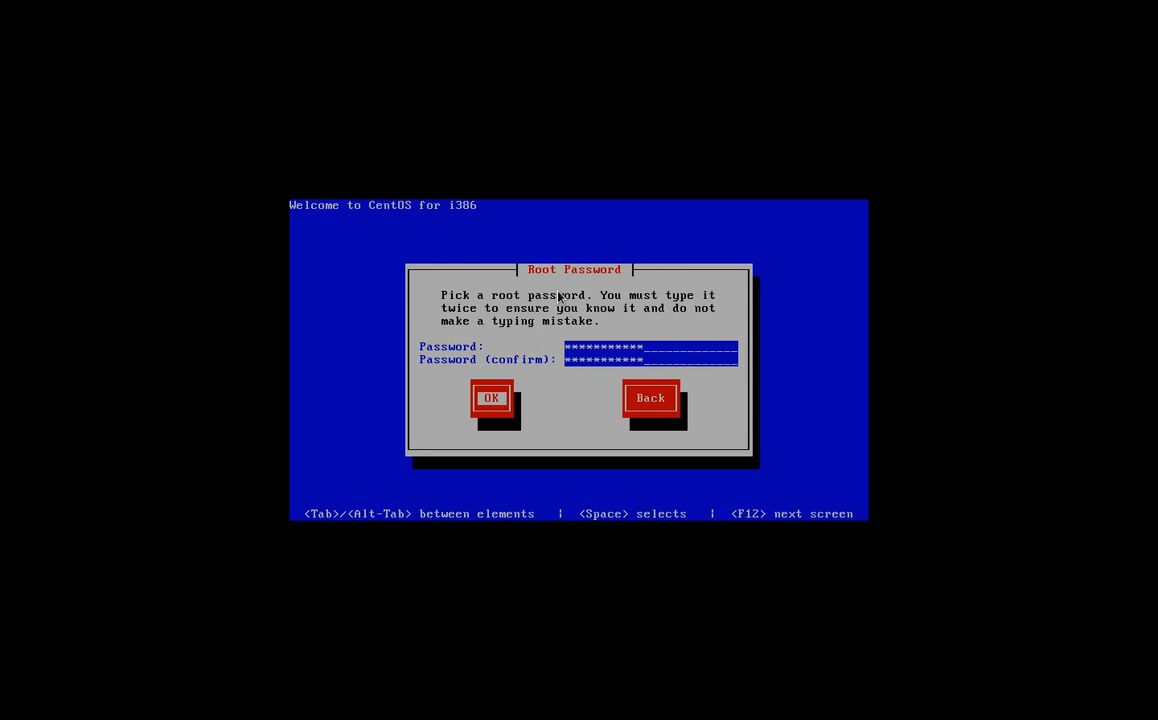 Welcome to CentOS for i386
Root Password
Pick a root password. You must type it
twice to ensure you know it and do not
make a typing mistake.
Password: ***********_____________
Password (confirm): ***********_____________
OK Back
<Tab>/<Alt-Tab> between elements | <Space> selects | <F12> next screen